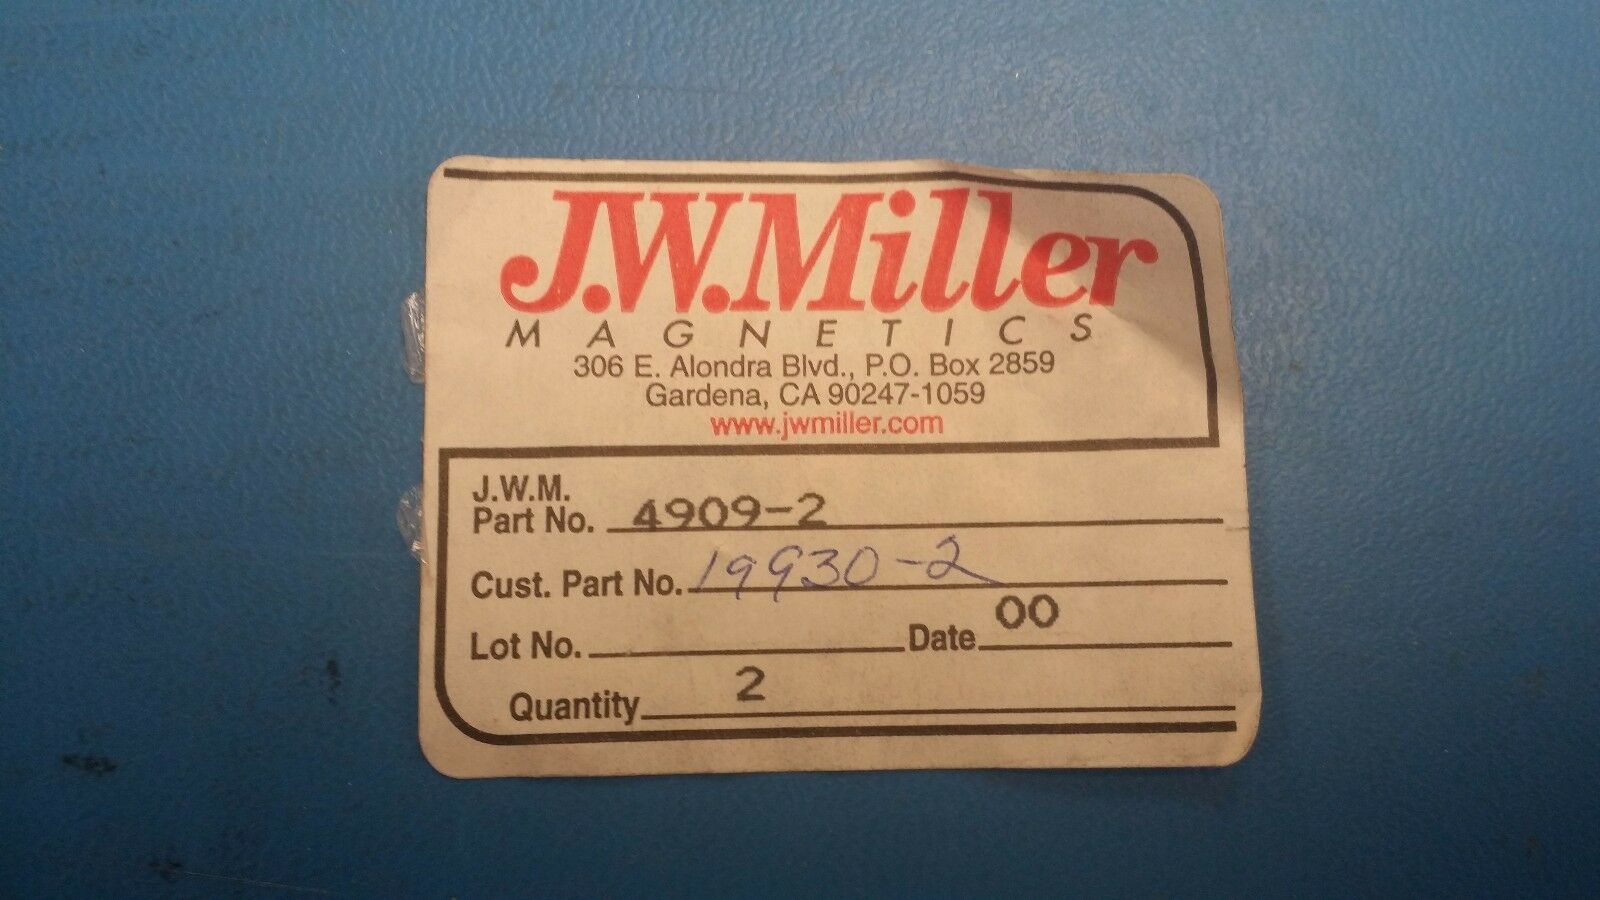 J.W.Miller
MAGNETICS
306 E. Alondra Blvd., P.O. Box 2859
Gardena, CA 90247-1059
www.jwmiller.com
J.W.M.
Part No. 4909-2
Cust. Part No. 19930-2
Lot No. Date 00
Quantity 2